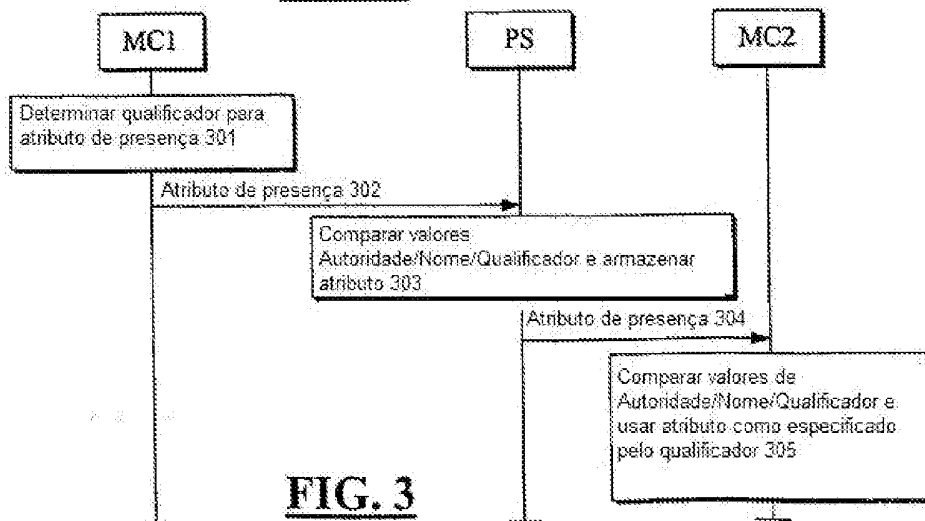 MC1
PS
MC2
Determinar qualificador para
atributo de presença 301
Atributo de presença 302
Comparar valores
Autoridade/Nome/Qualificador e armazenar
atributo 303
Atributo de presença 304
Comparar valores de
Autoridade/Nome/Qualificador e
usar atributo como especificado
pelo qualificador 305
FIG. 3